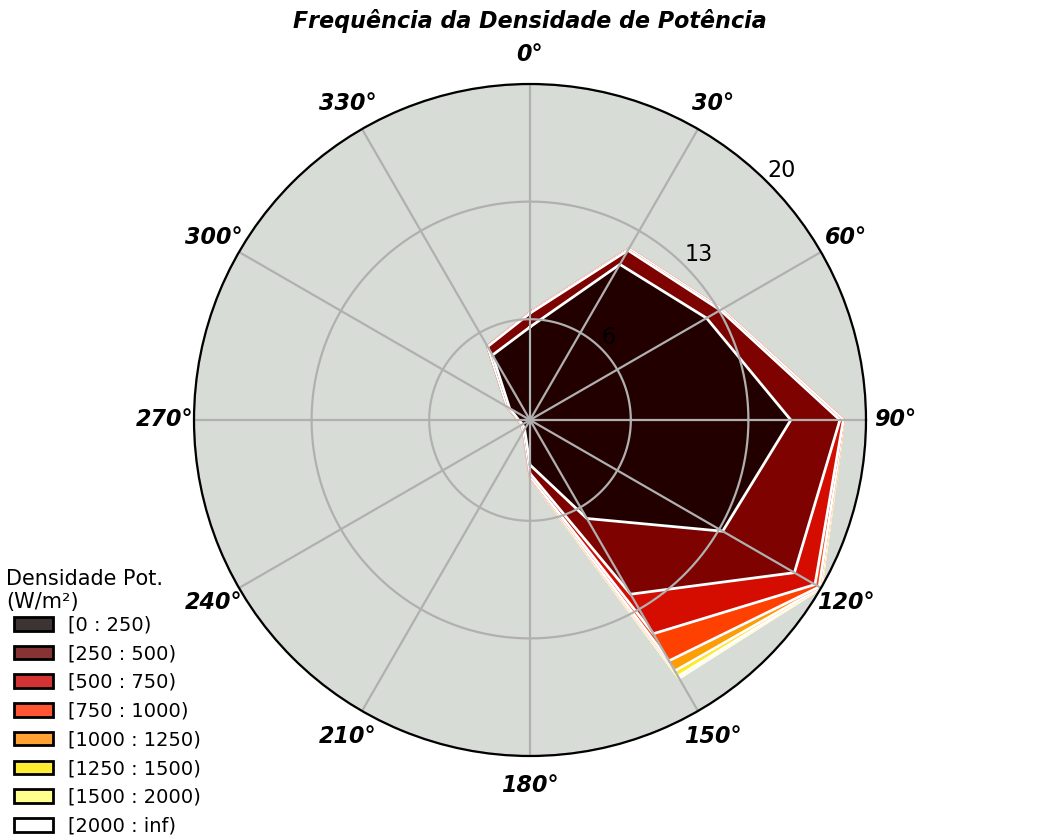 Frequência da Densidade de Potência
0°
330°
30°
20
300°
60°
13
6
270°
90°
Densidade Pot.
(W/m²)
240°
120°
[0 : 250)
[250 : 500)
[500 : 750)
[750 : 1000)
210°
150°
[1000 : 1250)
[1250 : 1500)
180°
[1500 : 2000)
[2000 : inf)